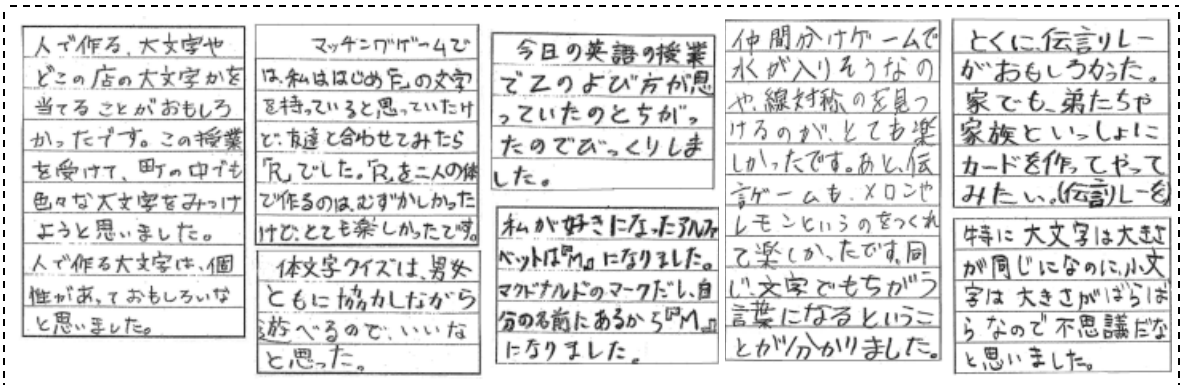 人で作る、大文字や
どこの店の大文字かを
当てることがおもしろ
かったです。この授業
を受けて、町の中でも
色々な大文字をみつけ
ようと思いました。
人で作る大文字は、個
性があっておもしろいな
と思いました。
マッチングゲームで
は、私ははじめ「E」の文字
を持っていると思っていたけ
ど、友達と合わせてみたら
「R」でした。「R」を二人の体
で作るのは、むずかしかった
けど、とても楽しかったです。
体文字クイズは、男女
ともに協力しながら
遊べるので、いいな
と思った。
今日の英語の授業
でZのよび方が思
っていたのとちがっ
たのでびっくりしま
した。
私が好きになったアルファ
ベットは『M』になりました。
マクドナルドのマークだし、自
分の名前にあるから『M』
になりました。
仲間分けゲームで
水が入りそうなの
や、線対称のを見つ
けるのが、とても楽
しかったです。あと、伝
言ゲームも、メロンや
レモンというのをつくれ
て楽しかったです。同
じ文字でもちがう
言葉になるというこ
とが分かりました。
とくに、伝言リレー
がおもしろかった。
家でも、弟たちや
家族といっしょに
カードを作ってやって
みたい。(伝言リレーを)
特に大文字は大きさ
が同じになのに、小文
字は大きさがばらば
らなので不思議だな
と思いました。